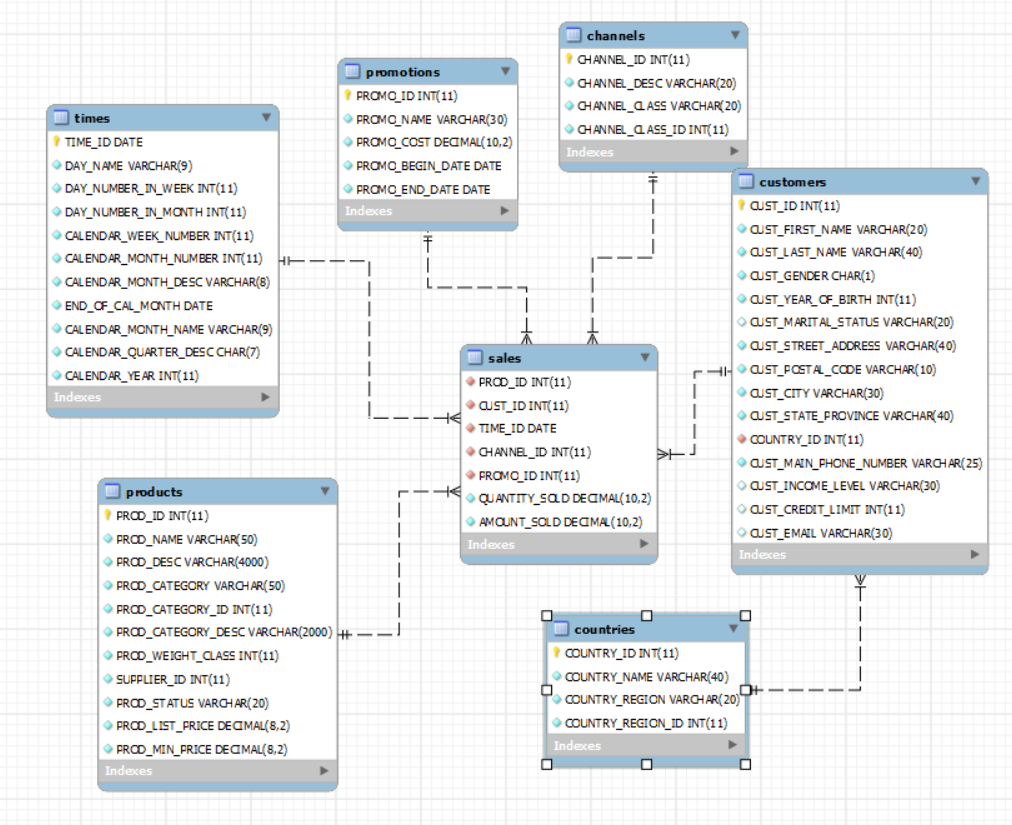 channels
CHANNEL_ID INT(11)
CHANNEL_DESC VARCHAR(20)
CHANNEL_CLASS VARCHAR(20)
CHANNEL_CLASS_ID INT(11)
Indexes
promotions
PROMO_ID INT(11)
PROMO_NAME VARCHAR(30)
PROMO_COST DECIMAL(10,2)
PROMO_BEGIN_DATE DATE
PROMO_END_DATE DATE
Indexes
times
TIME_ID DATE
DAY_NAME VARCHAR(9)
DAY_NUMBER_IN_WEEK INT(11)
DAY_NUMBER_IN_MONTH INT(11)
CALENDAR_WEEK_NUMBER INT(11)
CALENDAR_MONTH_NUMBER INT(11)
CALENDAR_MONTH_DESC VARCHAR(8)
END_OF_CAL_MONTH DATE
CALENDAR_MONTH_NAME VARCHAR(9)
CALENDAR_QUARTER_DESC CHAR(7)
CALENDAR_YEAR INT(11)
Indexes
customers
CUST_ID INT(11)
CUST_FIRST_NAME VARCHAR(20)
CUST_LAST_NAME VARCHAR(40)
CUST_GENDER CHAR(1)
CUST_YEAR_OF_BIRTH INT(11)
CUST_MARITAL_STATUS VARCHAR(20)
CUST_STREET_ADDRESS VARCHAR(40)
CUST_POSTAL_CODE VARCHAR(10)
CUST_CITY VARCHAR(30)
CUST_STATE_PROVINCE VARCHAR(40)
COUNTRY_ID INT(11)
CUST_MAIN_PHONE_NUMBER VARCHAR(25)
CUST_INCOME_LEVEL VARCHAR(30)
CUST_CREDIT_LIMIT INT(11)
CUST_EMAIL VARCHAR(30)
Indexes
sales
PROD_ID INT(11)
CUST_ID INT(11)
TIME_ID DATE
CHANNEL_ID INT(11)
PROMO_ID INT(11)
QUANTITY_SOLD DECIMAL(10,2)
AMOUNT_SOLD DECIMAL(10,2)
Indexes
products
PROD_ID INT(11)
PROD_NAME VARCHAR(50)
PROD_DESC VARCHAR(4000)
PROD_CATEGORY VARCHAR(50)
PROD_CATEGORY_ID INT(11)
PROD_CATEGORY_DESC VARCHAR(2000)
PROD_WEIGHT_CLASS INT(11)
SUPPLIER_ID INT(11)
PROD_STATUS VARCHAR(20)
PROD_LIST_PRICE DECIMAL(8,2)
PROD_MIN_PRICE DECIMAL(8,2)
Indexes
countries
COUNTRY_ID INT(11)
COUNTRY_NAME VARCHAR(40)
COUNTRY_REGION VARCHAR(20)
COUNTRY_REGION_ID INT(11)
Indexes